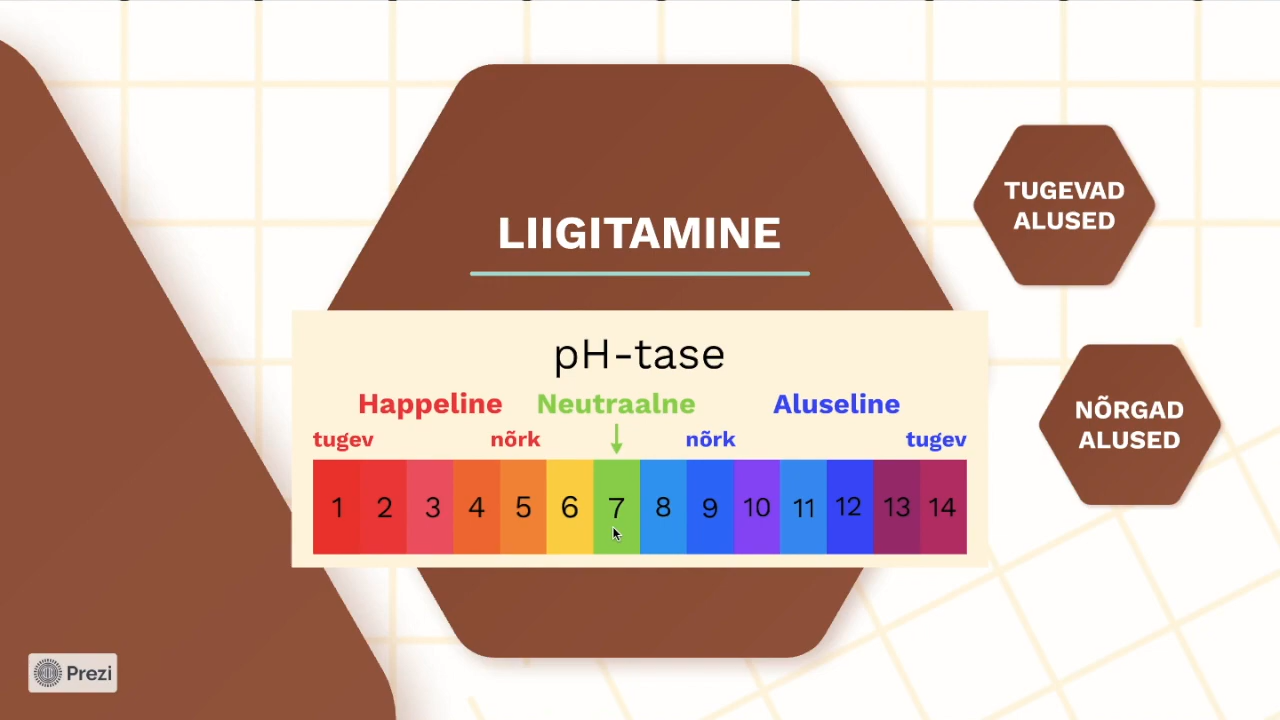 LIIGITAMINE
pH-tase
Happeline Neutraalne Aluseline
tugev nõrk nõrk tugev
1 2 3 4 5 6 7 8 9 10 11 12 13 14
TUGEVAD
ALUSED
NÕRGAD
ALUSED
Prezi